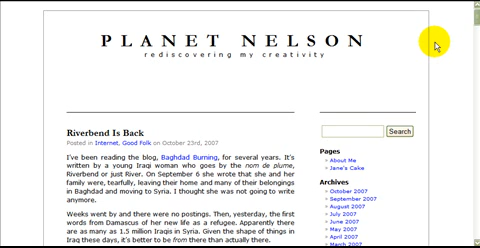 PLANET NELSON
rediscovering my creativity
Riverbend Is Back
Posted in Internet, Good Folk on October 23rd, 2007
I've been reading the blog, Baghdad Burning, for several years. It's
written by a young Iraqi woman who goes by the nom de plume,
Riverbend or just River. On September 6 she wrote that she and her
family were, tearfully, leaving their home and many of their belongings
in Baghdad and moving to Syria. I thought she was not going to write
anymore.
Weeks went by and there were no postings. Then, yesterday, the first
words from Damascus of her new life as a refugee. Apparently there
are as many as 1.5 million Iraqis in Syria. Given the shape of things in
Iraq these days, it's better to be from there than actually there.
Search
Pages
» About Me
» Jane's Cake
Archives
» October 2007
» September 2007
» August 2007
» July 2007
» June 2007
» May 2007
» April 2007
» March 2007